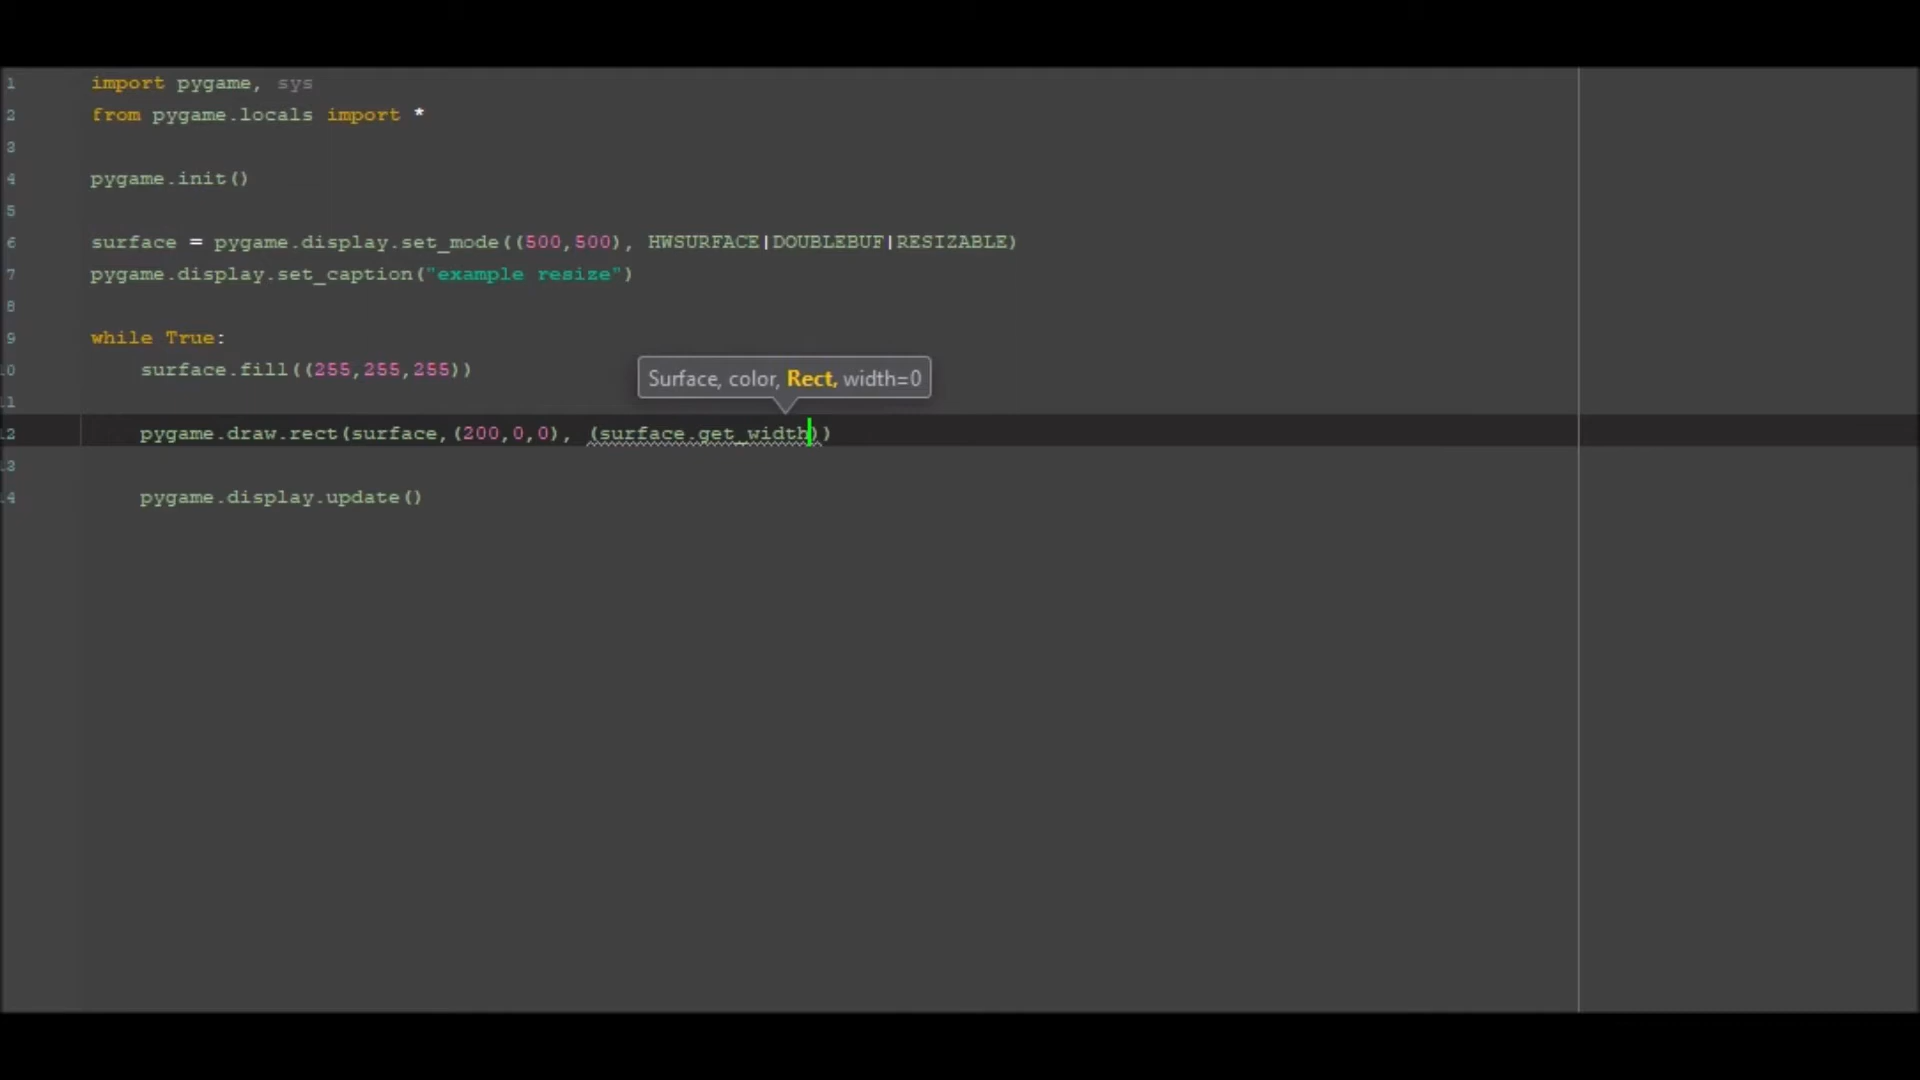 1 import pygame, sys
2 from pygame.locals import *
3
4 pygame.init()
5
6 surface = pygame.display.set_mode((500,500), HWSURFACE|DOUBLEBUF|RESIZABLE)
7 pygame.display.set_caption("example resize")
8
9 while True:
10 surface.fill((255,255,255))
Surface, color, Rect, width=0
11
12 pygame.draw.rect(surface,(200,0,0), (surface.get_width))
13
14 pygame.display.update()